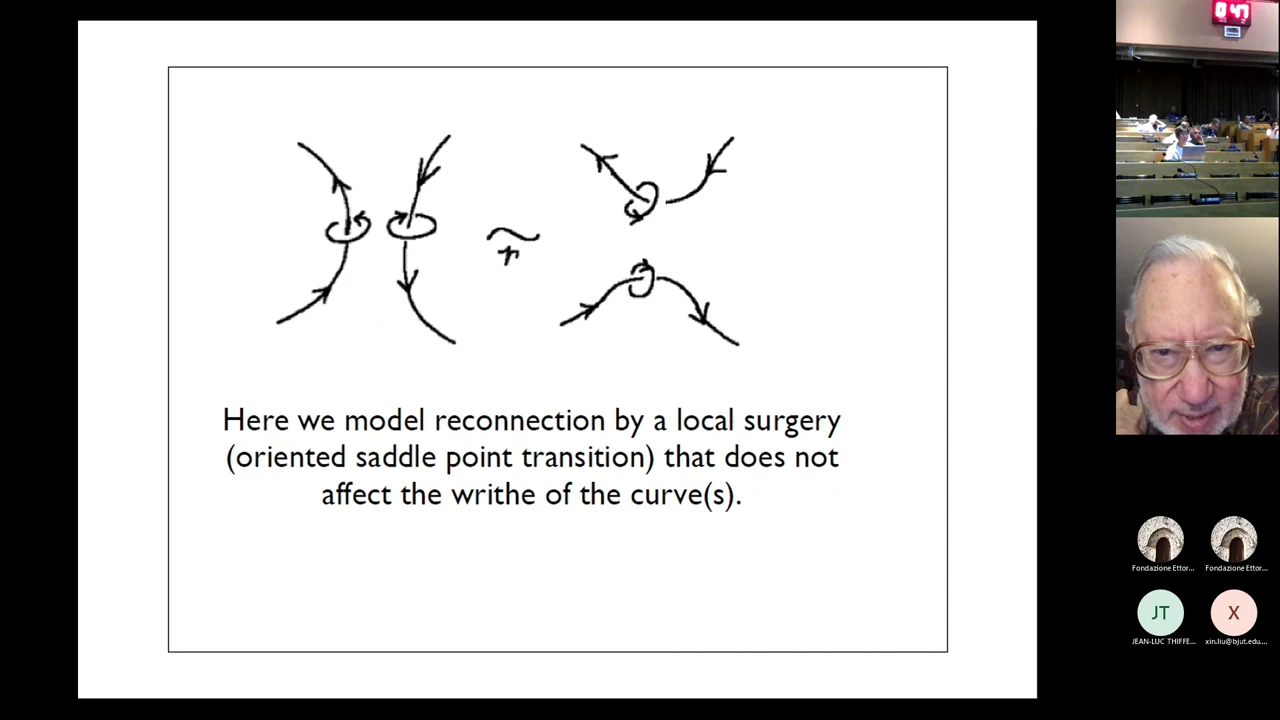 r
Here we model reconnection by a local surgery
(oriented saddle point transition) that does not
affect the writhe of the curve(s).
0 47
Fondazione Ettor...
Fondazione Ettor...
JT
X
JEAN-LUC THIFFE...
xin.liu@bjut.edu....